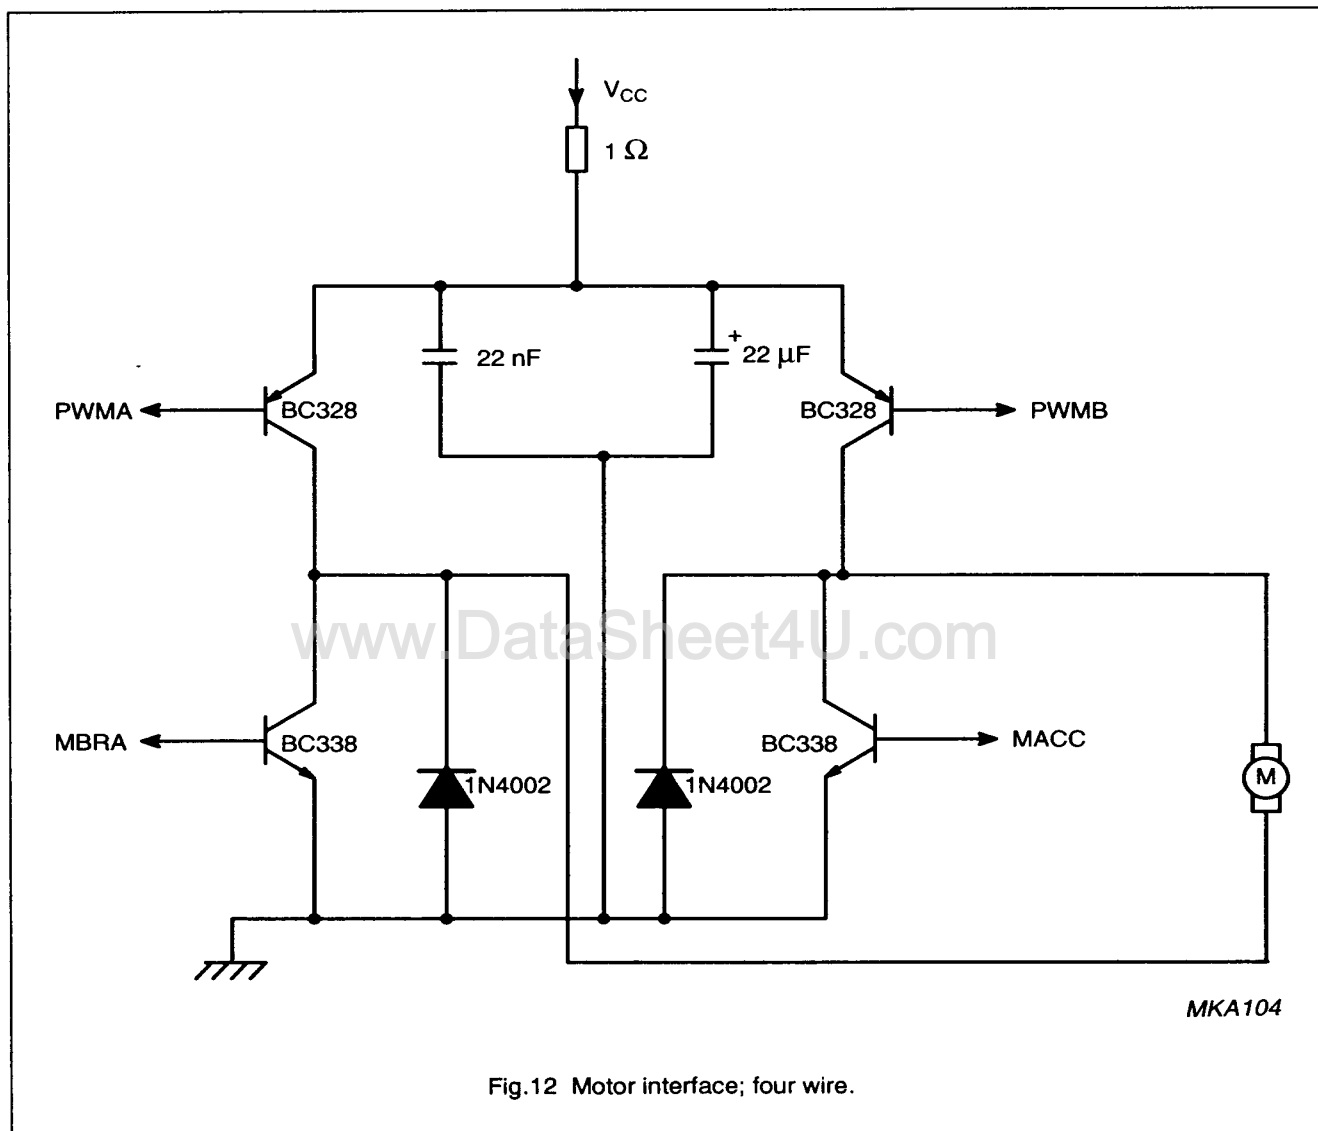 V_CC
1 Ω
+
22 nF
22 µF
PWMA
BC328
BC328
PWMB
www.DataSheet4U.com
MBRA
BC338
1N4002
1N4002
BC338
MACC
M
MKA104
Fig.12 Motor interface; four wire.